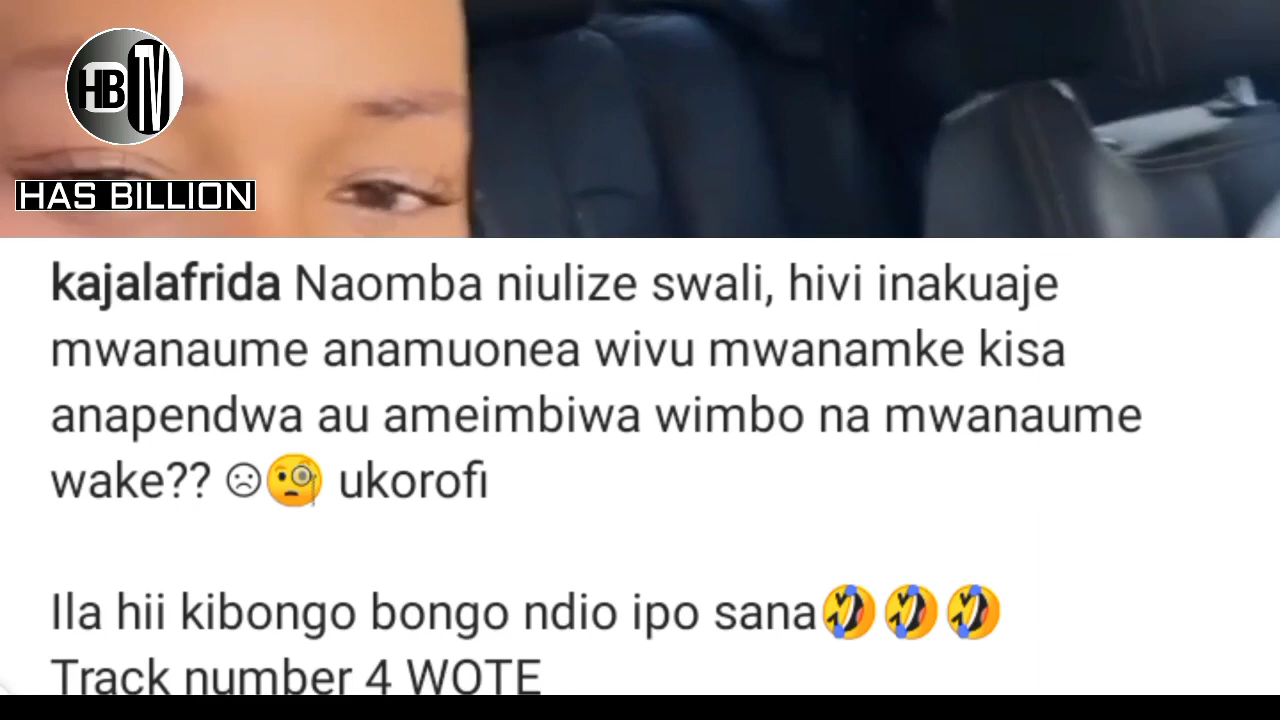 HB TV
HAS BILLION
kajalafrida Naomba niulize swali, hivi inakuaje
mwanaume anamuonea wivu mwanamke kisa
anapendwa au ameimbiwa wimbo na mwanaume
wake?? ☹🧐 ukorofi
Ila hii kibongo bongo ndio ipo sana🤣🤣🤣
Track number 4 WOTE